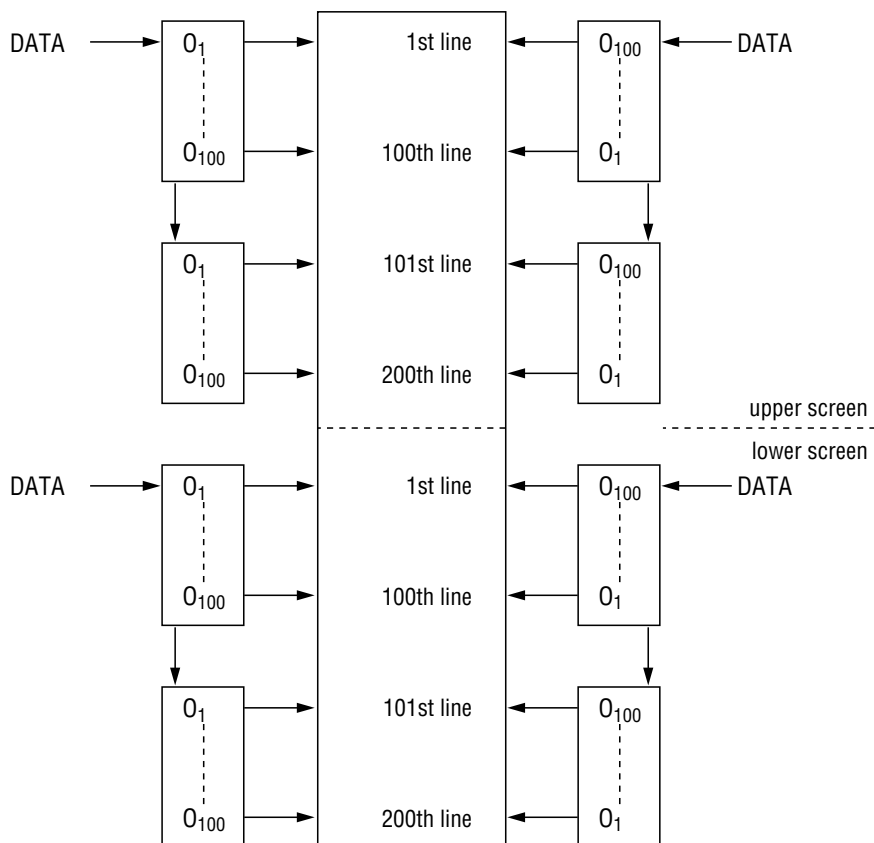 DATA O1 1st line O100 DATA
O100 100th line O1
O1 101st line O100
O100 200th line O1
upper screen
lower screen
DATA O1 1st line O100 DATA
O100 100th line O1
O1 101st line O100
O100 200th line O1